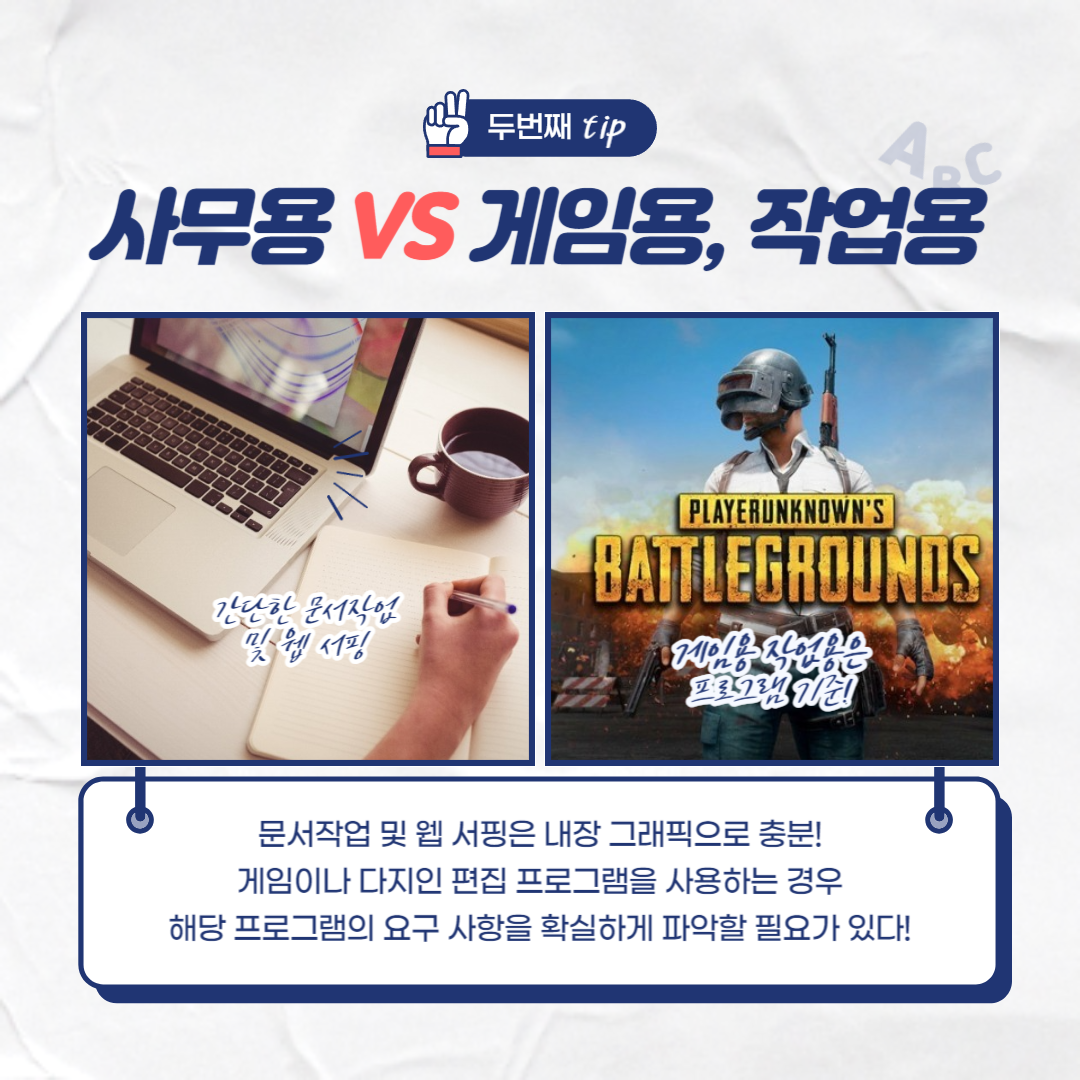 두번째 tip
ABC
사무용 VS 게임용, 작업용
간단한 문서작업
및 웹 서핑
PLAYERUNKNOWN'S
BATTLEGROUNDS
게임용 작업용은
프로그램 기준!
문서작업 및 웹 서핑은 내장 그래픽으로 충분!
게임이나 다지인 편집 프로그램을 사용하는 경우
해당 프로그램의 요구 사항을 확실하게 파악할 필요가 있다!